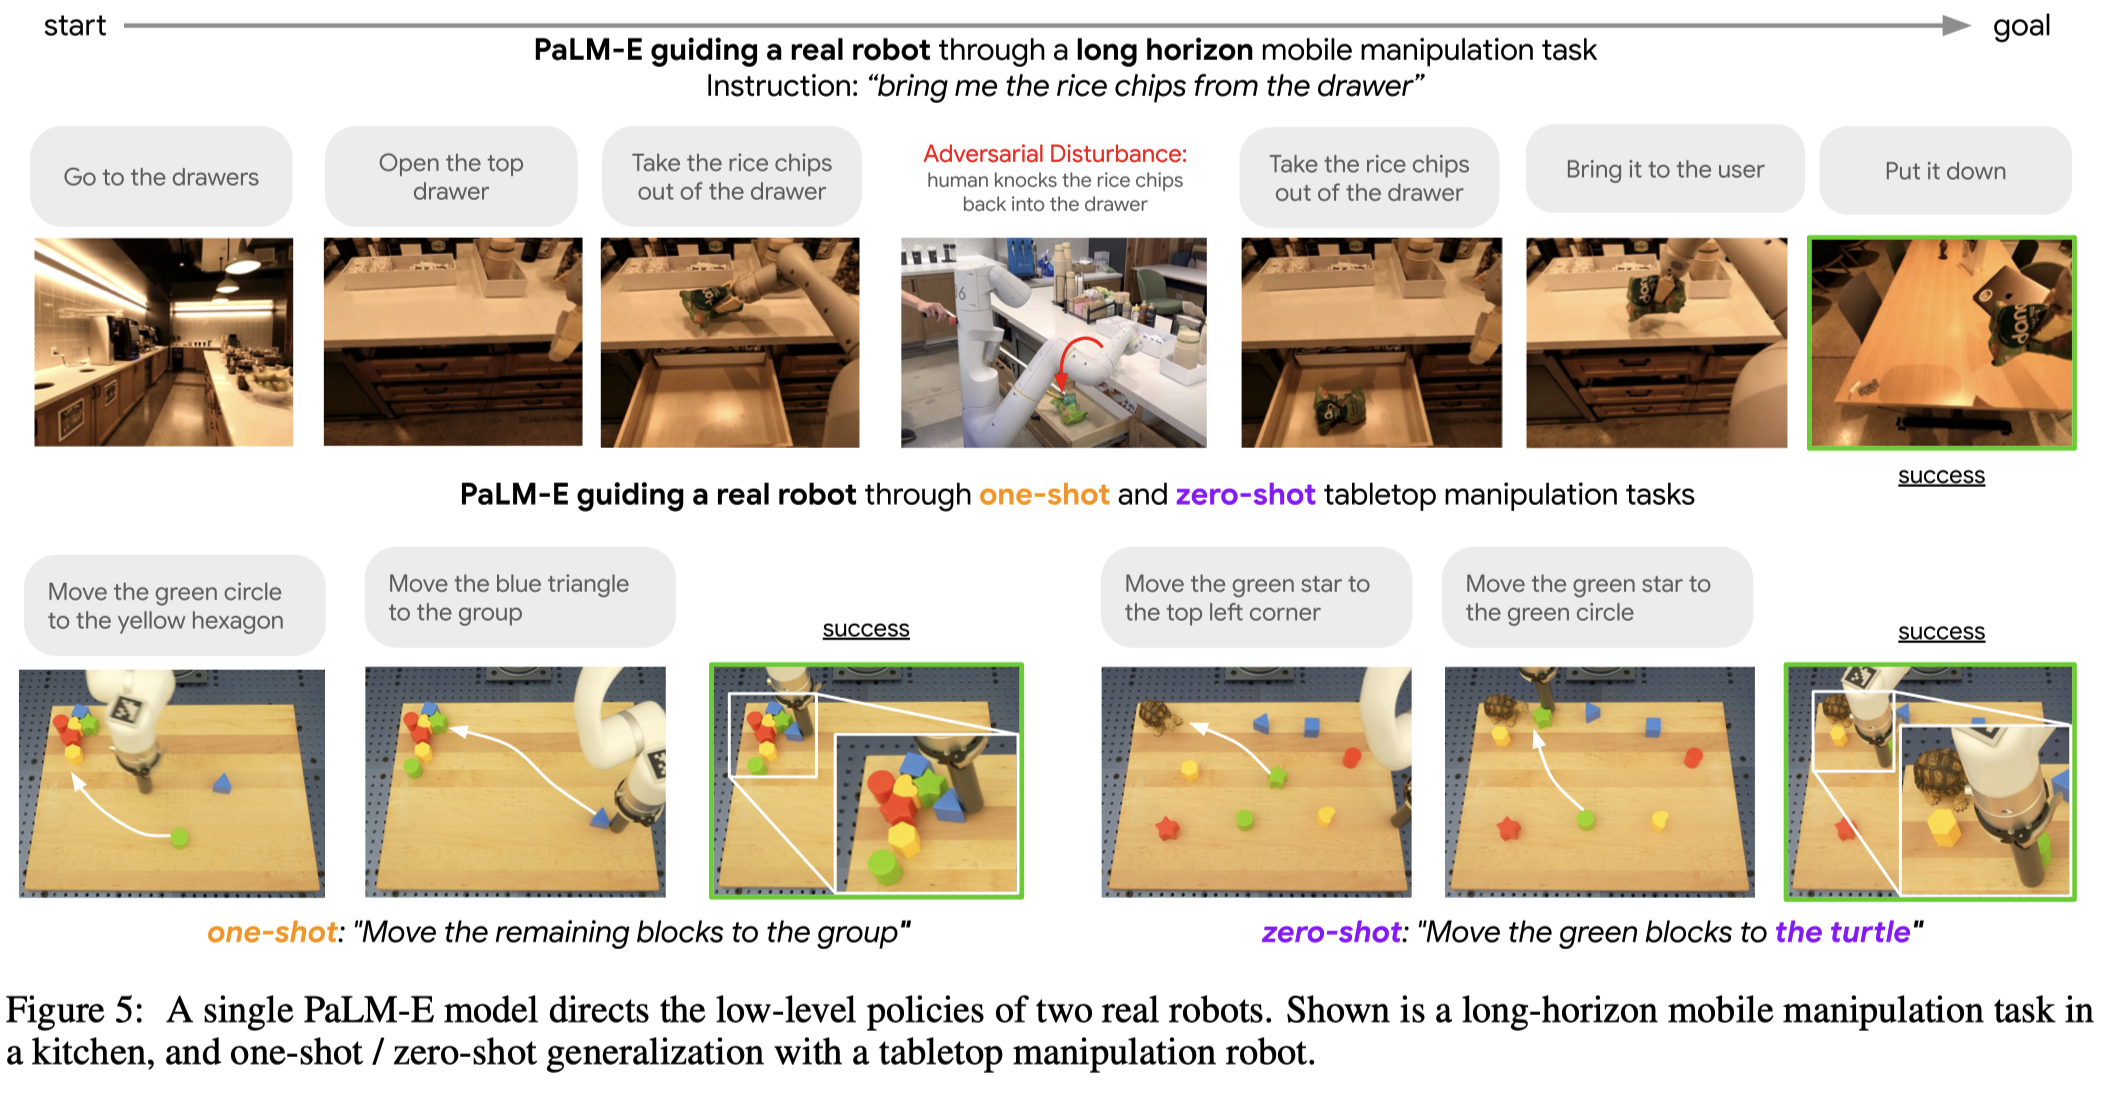 start
goal
PaLM-E guiding a real robot through a long horizon mobile manipulation task
Instruction: “bring me the rice chips from the drawer”
Go to the drawers
Open the top
drawer
Take the rice chips
out of the drawer
Adversarial Disturbance:
human knocks the rice chips
back into the drawer
Take the rice chips
out of the drawer
Bring it to the user
Put it down
success
PaLM-E guiding a real robot through one-shot and zero-shot tabletop manipulation tasks
Move the green circle
to the yellow hexagon
Move the blue triangle
to the group
success
Move the green star to
the top left corner
Move the green star to
the green circle
success
one-shot: "Move the remaining blocks to the group"
zero-shot: "Move the green blocks to the turtle"
Figure 5: A single PaLM-E model directs the low-level policies of two real robots. Shown is a long-horizon mobile manipulation task in
a kitchen, and one-shot / zero-shot generalization with a tabletop manipulation robot.